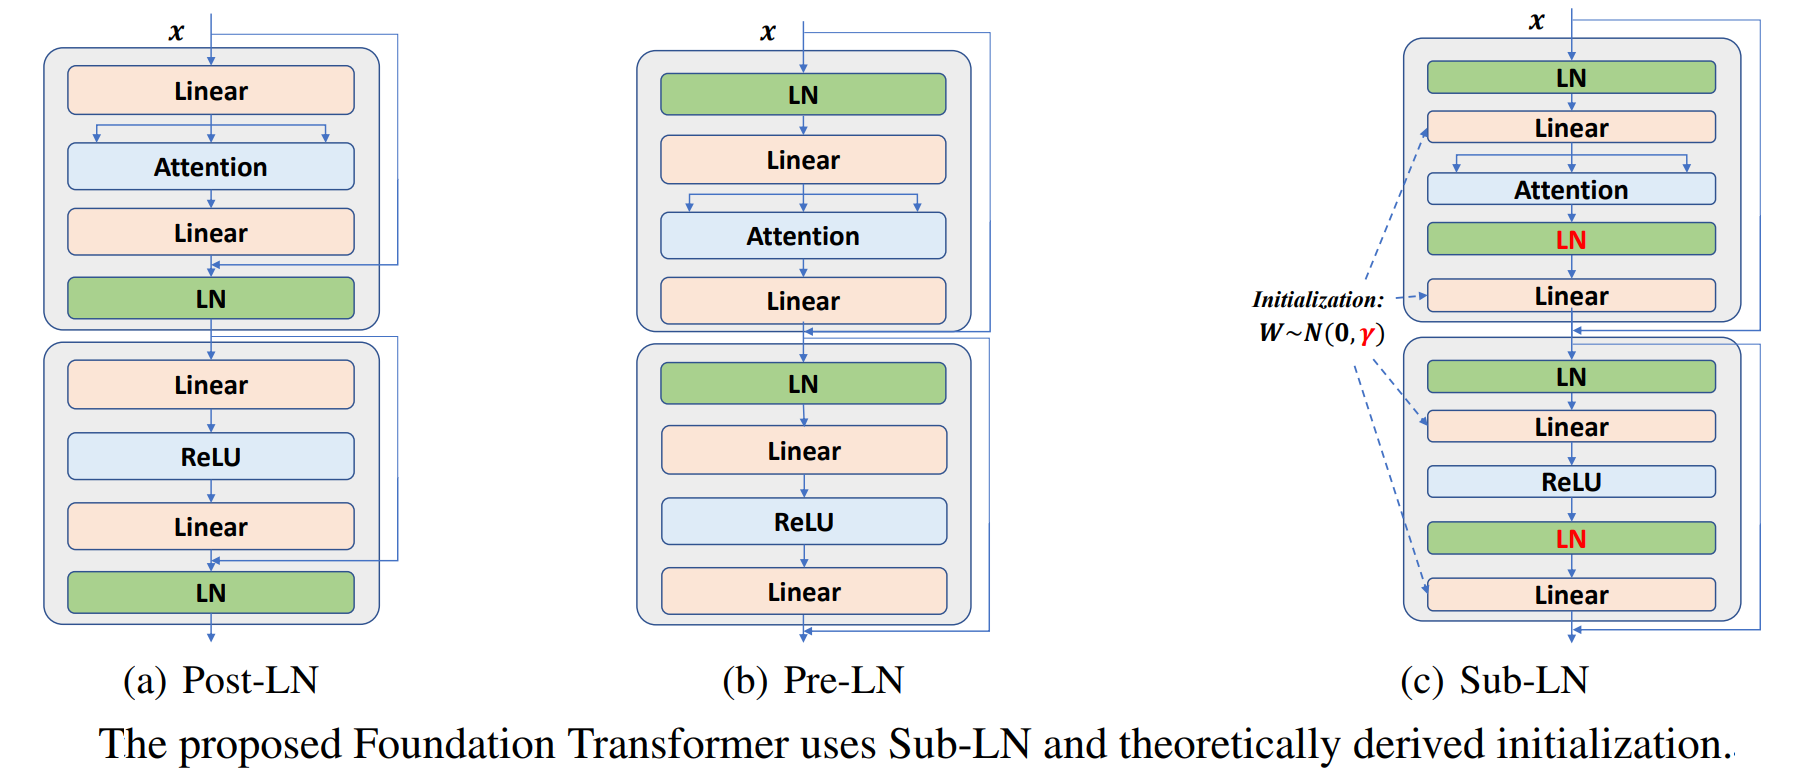 x
Linear
Attention
Linear
LN
Linear
ReLU
Linear
LN
(a) Post-LN
x
LN
Linear
Attention
Linear
LN
Linear
ReLU
Linear
(b) Pre-LN
x
LN
Linear
Attention
LN
Linear
Initialization:
W~N(0, γ)
LN
Linear
ReLU
LN
Linear
(c) Sub-LN
The proposed Foundation Transformer uses Sub-LN and theoretically derived initialization.